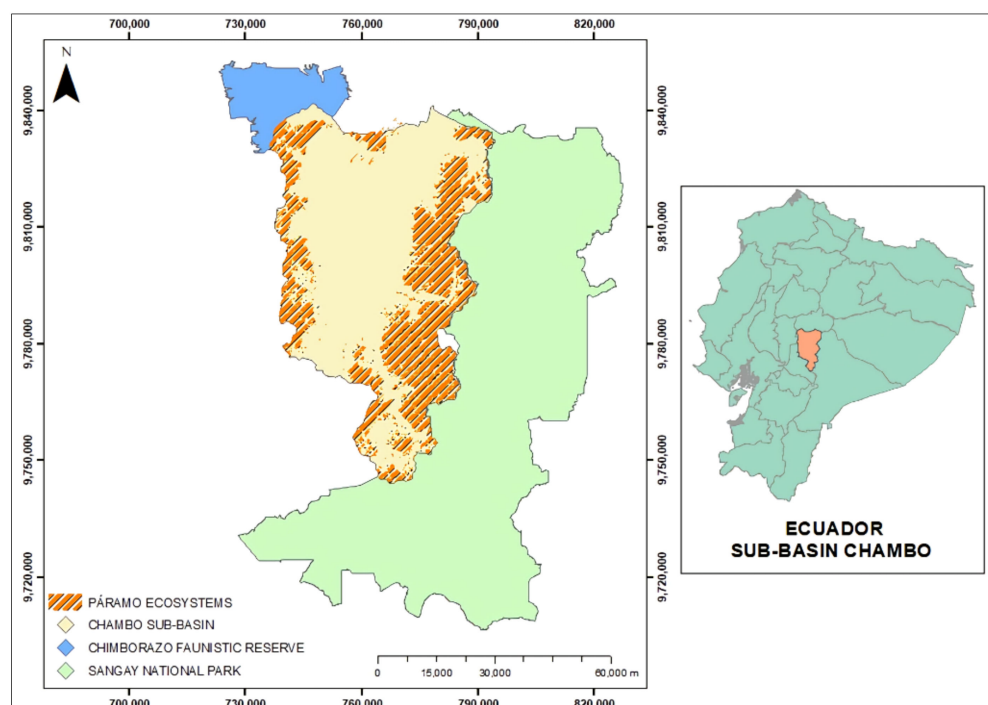 700,000 730,000 760,000 790,000 820,000
N
9,840,000 9,840,000
9,810,000 9,810,000
9,780,000 9,780,000
9,750,000 9,750,000
9,720,000 9,720,000
PÁRAMO ECOSYSTEMS
CHAMBO SUB-BASIN
CHIMBORAZO FAUNISTIC RESERVE
SANGAY NATIONAL PARK
0 15,000 30,000 60,000 m
700,000 730,000 760,000 790,000 820,000
ECUADOR
SUB-BASIN CHAMBO